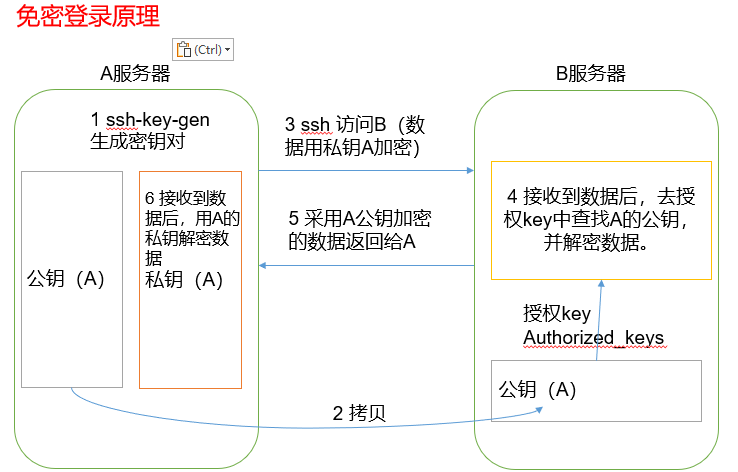 免密登录原理
(Ctrl)
A服务器
B服务器
1 ssh-key-gen
生成密钥对
3 ssh 访问B（数
据用私钥A加密）
6 接收到数
据后，用A的
私钥解密数
据
私钥（A）
公钥（A）
5 采用A公钥加密
的数据返回给A
4 接收到数据后，去授
权key中查找A的公钥，
并解密数据。
授权key
Authorized_keys
公钥（A）
2 拷贝